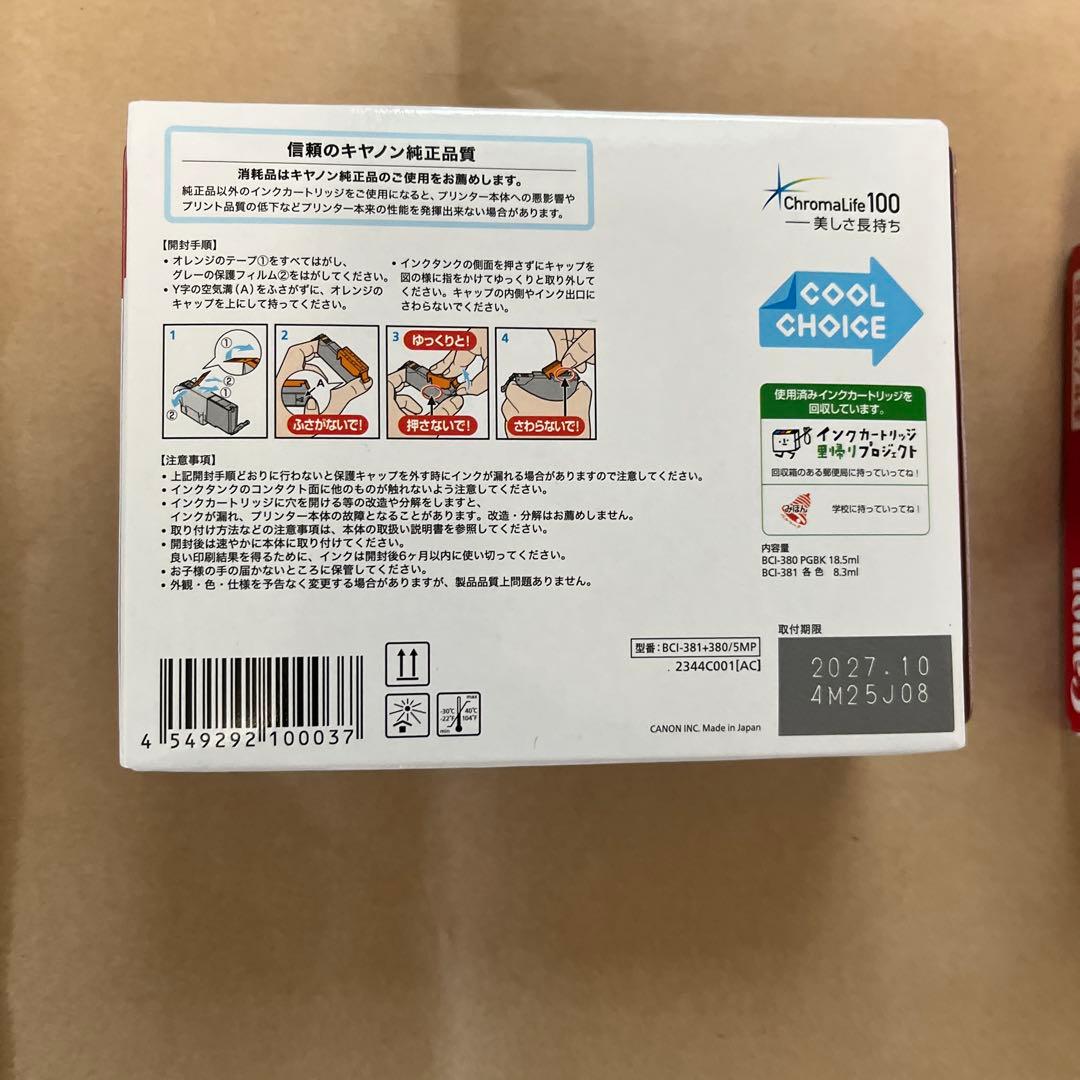 信頼のキヤノン純正品質
消耗品はキヤノン純正品のご使用をお薦めします。
純正品以外のインクカートリッジをご使用になると、プリンター本体への悪影響や
プリント品質の低下などプリンター本来の性能を発揮出来ない場合があります。
ChromaLife100
美しさ長持ち
【開封手順】
・オレンジのテープ①をすべてはがし、
グレーの保護フィルム②をはがしてください。
・Y字の空気溝(A)をふさがずに、オレンジの
キャップを上にして持ってください。
・インクタンクの側面を押さずにキャップを
図の様に指をかけてゆっくりと取り外して
ください。キャップの内側やインク出口に
さわらないでください。
COOL
CHOICE
1
①
②
①
②
2
A
ふさがないで!
3
ゆっくりと!
押さないで!
4
さわらないで!
使用済みインクカートリッジを
回収しています。
インクカートリッジ
里帰りプロジェクト
回収箱のある郵便局に持っていってね!
みほん
学校に持っていってね!
【注意事項】
・上記開封手順どおりに行わないと保護キャップを外す時にインクが漏れる場合がありますので注意してください。
・インクタンクのコンタクト面に他のものが触れないよう注意してください。
・インクカートリッジに穴を開ける等の改造や分解をしますと、
インクが漏れ、プリンター本体の故障となることがあります。改造・分解はお薦めしません。
・取り付け方法などの注意事項は、本体の取扱い説明書を参照してください。
・開封後は速やかに本体に取り付けてください。
良い印刷結果を得るために、インクは開封後6ヶ月以内に使い切ってください。
・お子様の手の届かないところに保管してください。
・外観・色・仕様を予告なく変更する場合がありますが、製品品質上問題ありません。
内容量
BCI-380 PGBK 18.5ml
BCI-381 各色 8.3ml
取付期限
2027.10
4M25J08
型番:BCI-381+380/5MP
2344C001[AC]
CANON INC. Made in Japan
max
-30℃
-22°F
40℃
104°F
min
4 549292 100037